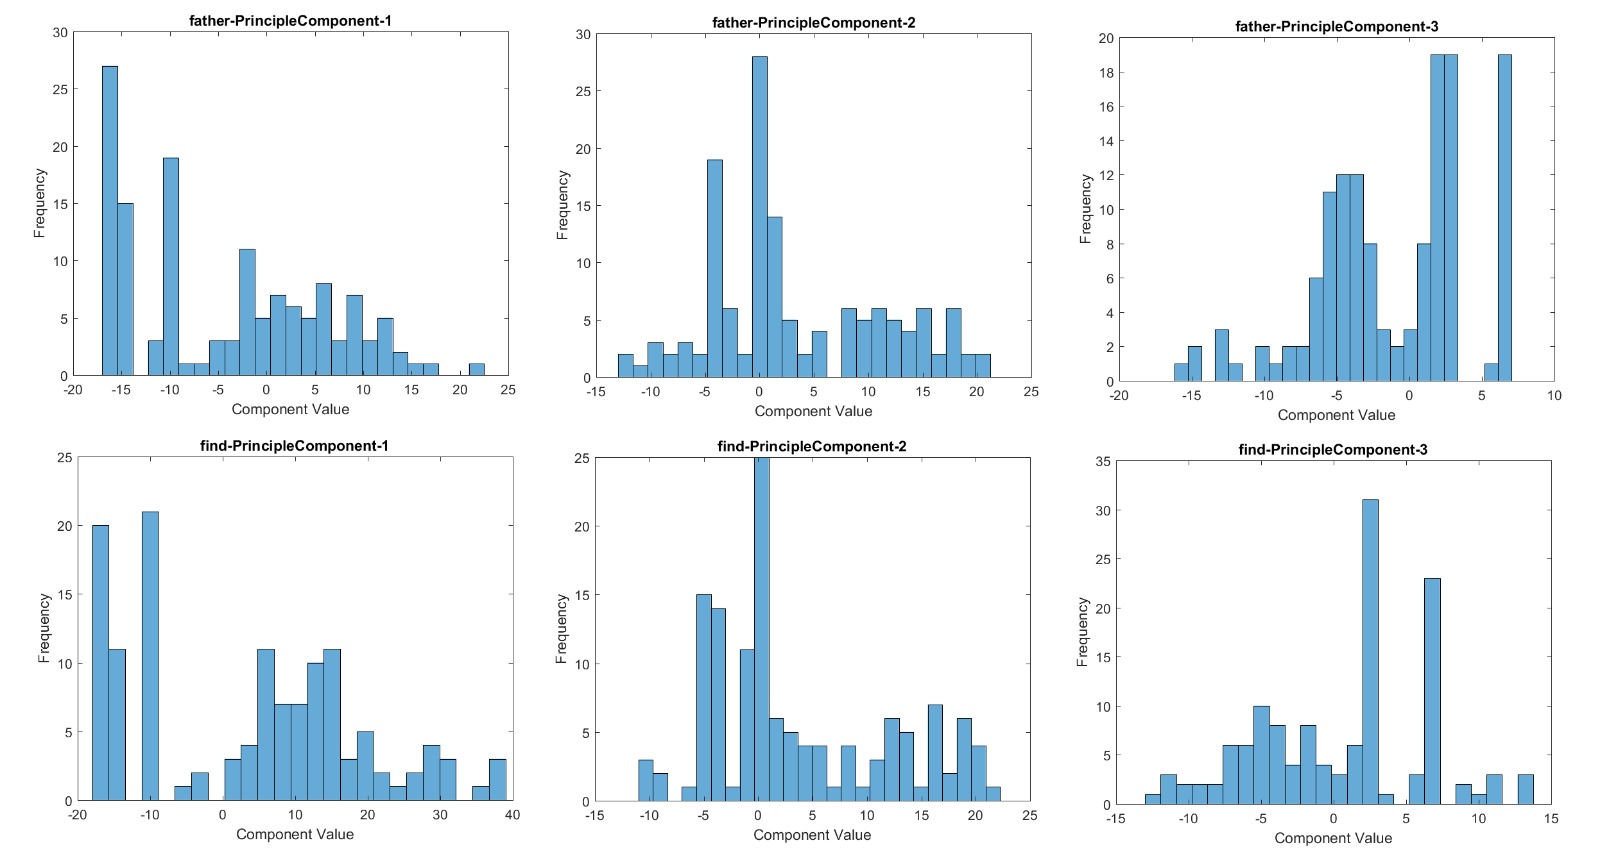 father-PrincipleComponent-1
30
25
20
15
10
5
0
Frequency
-20 -15 -10 -5 0 5 10 15 20 25
Component Value
father-PrincipleComponent-2
30
25
20
15
10
5
0
Frequency
-15 -10 -5 0 5 10 15 20 25
Component Value
father-PrincipleComponent-3
20
18
16
14
12
10
8
6
4
2
0
Frequency
-20 -15 -10 -5 0 5 10
Component Value
find-PrincipleComponent-1
25
20
15
10
5
0
Frequency
-20 -10 0 10 20 30 40
Component Value
find-PrincipleComponent-2
25
20
15
10
5
0
Frequency
-15 -10 -5 0 5 10 15 20 25
Component Value
find-PrincipleComponent-3
35
30
25
20
15
10
5
0
Frequency
-15 -10 -5 0 5 10 15
Component Value